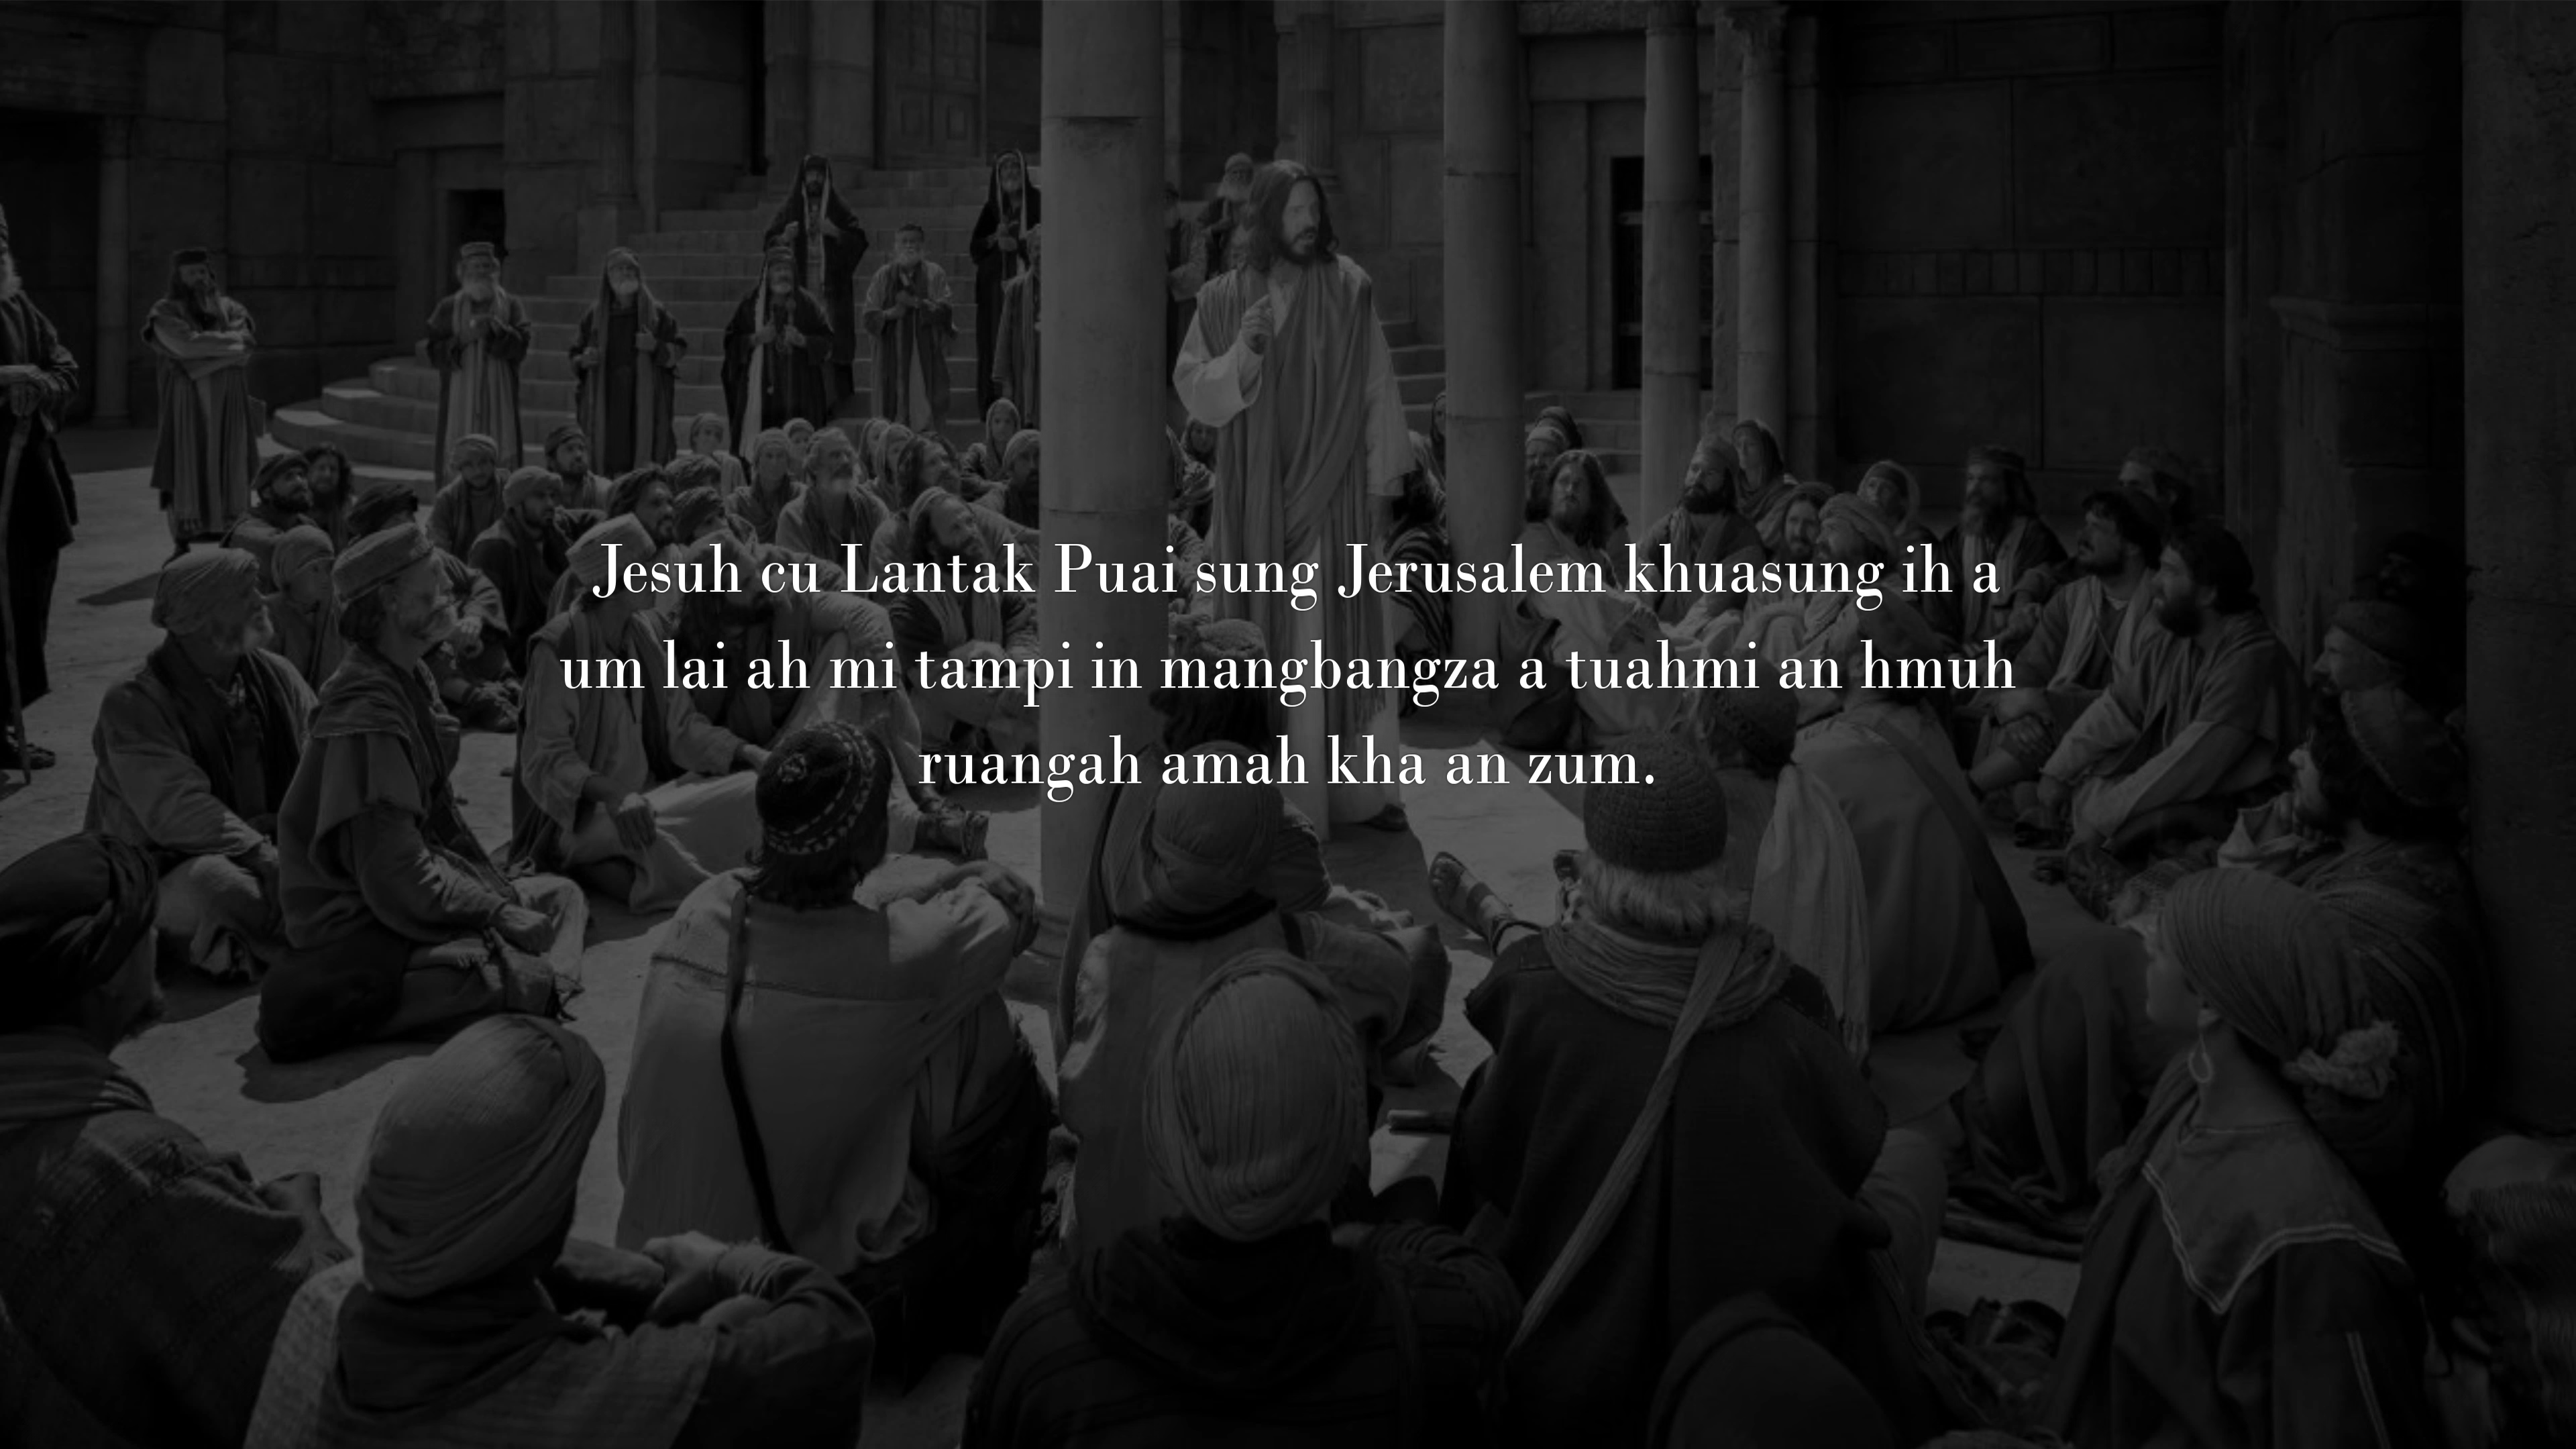 Jesuh cu Lantak Puai sung Jerusalem khuasung ih a
um lai ah mi tampi in mangbangza a tuahmi an hmuh
ruangah amah kha an zum.